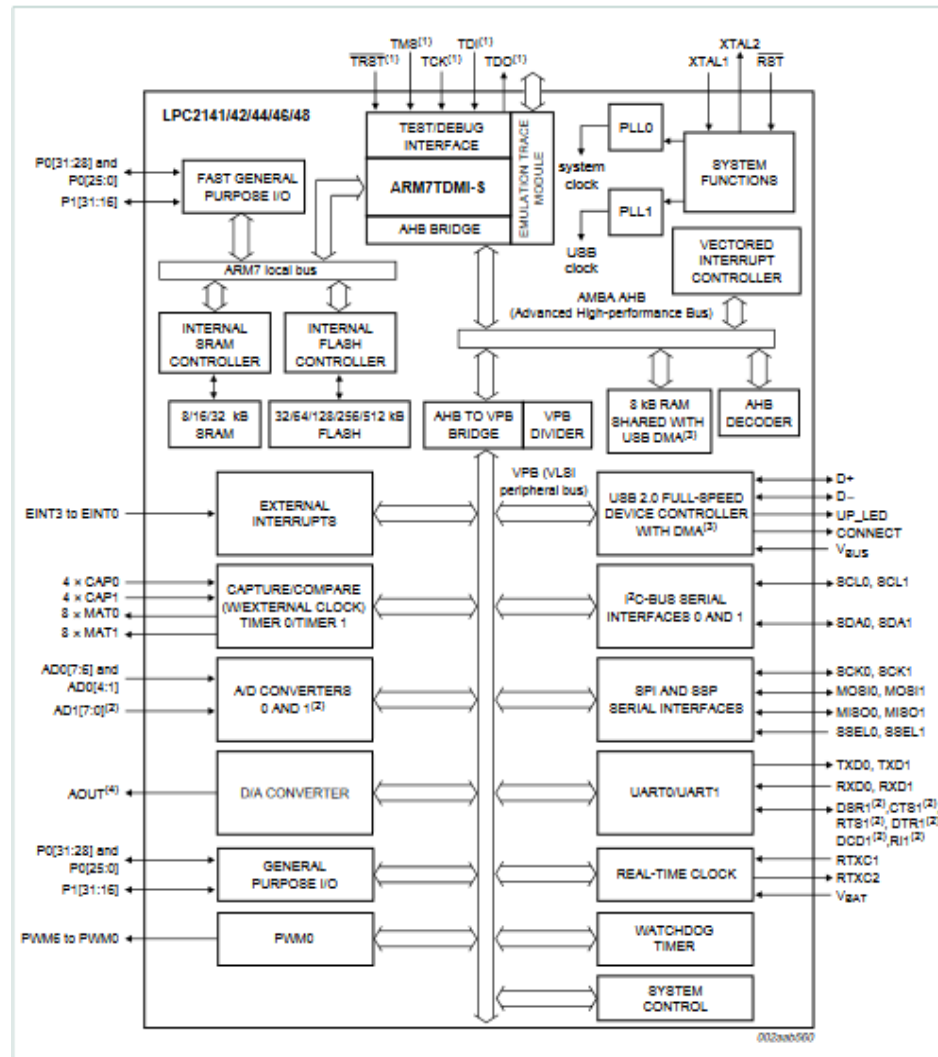 TMS(1) TDI(1)
TRST(1) TCK(1) TDO(1)
XTAL2
XTAL1 RST
LPC2141/42/44/46/48
TEST/DEBUG
INTERFACE
ARM7TDMI-S
AHB BRIDGE
EMULATION TRACE
MODULE
PLL0
system
clock
PLL1
USB
clock
SYSTEM
FUNCTIONS
VECTORED
INTERRUPT
CONTROLLER
P0[31:28] and
P0[25:0]
P1[31:16]
FAST GENERAL
PURPOSE I/O
ARM7 local bus
AMBA AHB
(Advanced High-performance Bus)
INTERNAL
SRAM
CONTROLLER
INTERNAL
FLASH
CONTROLLER
8/16/32 kB
SRAM
32/64/128/256/512 kB
FLASH
AHB TO VPB
BRIDGE
VPB
DIVIDER
8 kB RAM
SHARED WITH
USB DMA(3)
AHB
DECODER
VPB (VLSI
peripheral bus)
EINT3 to EINT0
EXTERNAL
INTERRUPTS
USB 2.0 FULL-SPEED
DEVICE CONTROLLER
WITH DMA(3)
D+
D−
UP_LED
CONNECT
VBUS
4 × CAP0
4 × CAP1
8 × MAT0
8 × MAT1
CAPTURE/COMPARE
(W/EXTERNAL CLOCK)
TIMER 0/TIMER 1
I2C-BUS SERIAL
INTERFACES 0 AND 1
SCL0, SCL1
SDA0, SDA1
AD0[7:6] and
AD0[4:1]
AD1[7:0](2)
A/D CONVERTERS
0 AND 1(2)
SPI AND SSP
SERIAL INTERFACES
SCK0, SCK1
MOSI0, MOSI1
MISO0, MISO1
SSEL0, SSEL1
AOUT(4)
D/A CONVERTER
UART0/UART1
TXD0, TXD1
RXD0, RXD1
DSR1(2),CTS1(2),
RTS1(2), DTR1(2)
DCD1(2),RI1(2)
P0[31:28] and
P0[25:0]
P1[31:16]
GENERAL
PURPOSE I/O
REAL-TIME CLOCK
RTXC1
RTXC2
VBAT
PWM6 to PWM0
PWM0
WATCHDOG
TIMER
SYSTEM
CONTROL
002aab560